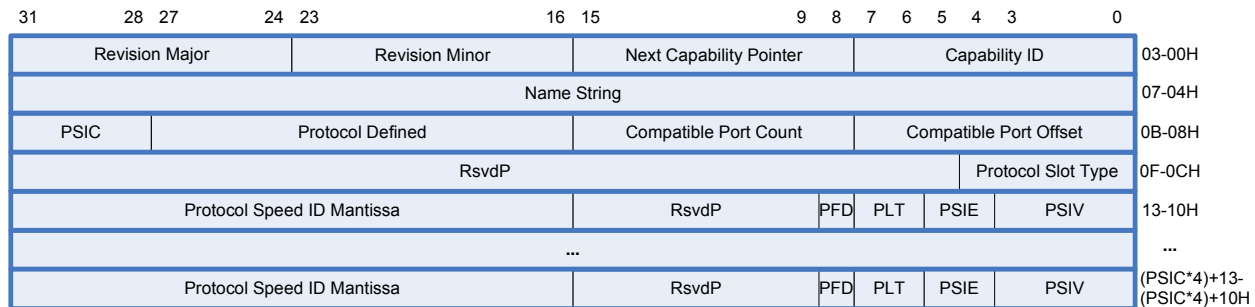 31 28 27 24 23 16 15 9 8 7 6 5 4 3 0
Revision Major Revision Minor Next Capability Pointer Capability ID 03-00H
Name String 07-04H
PSIC Protocol Defined Compatible Port Count Compatible Port Offset 0B-08H
RsvdP Protocol Slot Type 0F-0CH
Protocol Speed ID Mantissa RsvdP PFD PLT PSIE PSIV 13-10H
... ...
Protocol Speed ID Mantissa RsvdP PFD PLT PSIE PSIV (PSIC*4)+13-
(PSIC*4)+10H